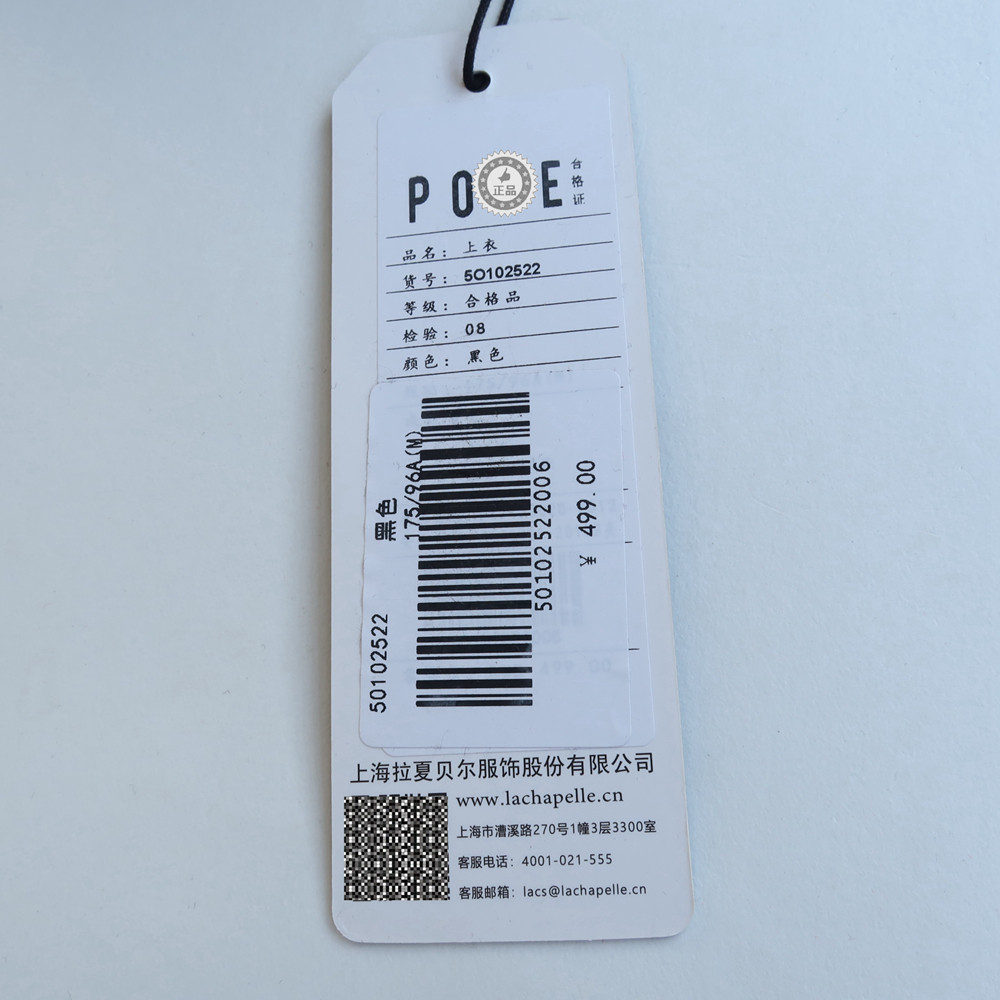 PO E
合格证
正品
品名：上衣
货号：50102522
等级：合格品
检验：08
颜色：黑色
50102522
黑色
175/96A(M)
50102522006
499.00
上海拉夏贝尔服饰股份有限公司
www.lachapelle.cn
上海市漕溪路270号1幢3层3300室
客服电话：4001-021-555
客服邮箱：lacs@lachapelle.cn